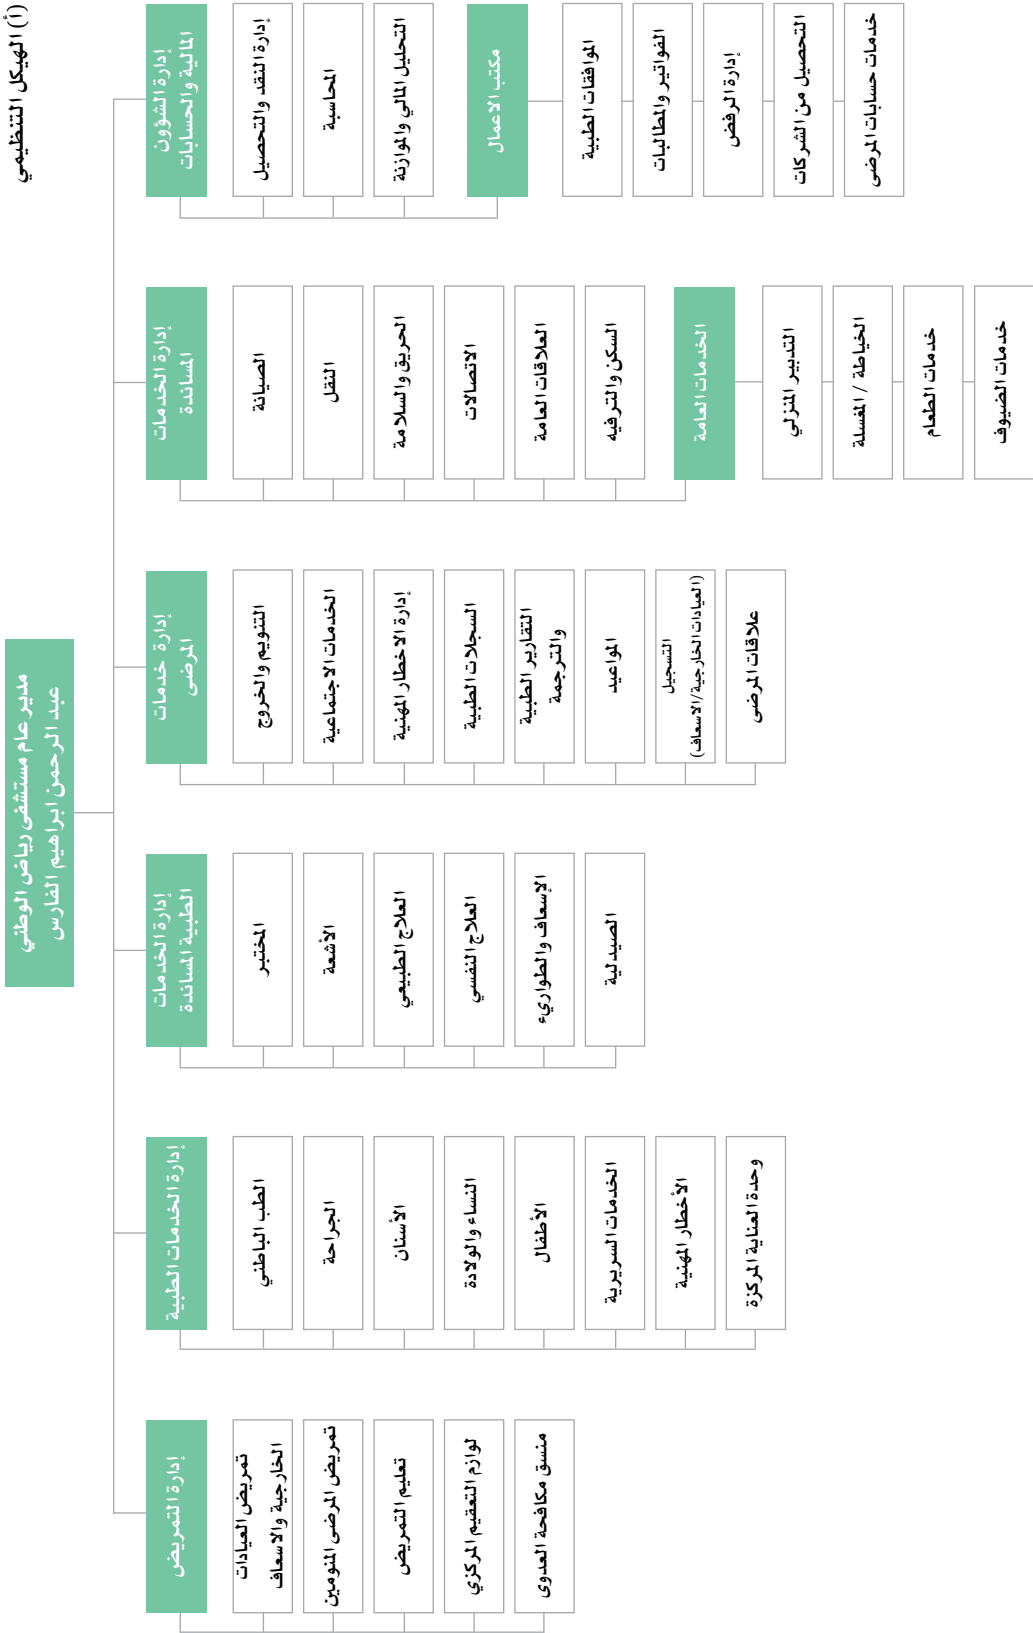 (أ) الهيكل التنظيمي
مدير عام مستشفى رياض الوطني
عبد الرحمن ابراهيم الفارس
إدارة الشؤون
المالية والحسابات
إدارة النقد والتحصيل
المحاسبة
التحليل المالي والموازنة
مكتب الاعمال
الموافقات الطبية
الفواتير والمطالبات
إدارة الرفض
التحصيل من الشركات
خدمات حسابات المرضى
إدارة الخدمات
المساندة
الصيانة
النقل
الحريق والسلامة
الاتصالات
العلاقات العامة
السكن والترفيه
الخدمات العامة
التدبير المنزلي
الخياطة / المغسلة
خدمات الطعام
خدمات الضيوف
إدارة خدمات
المرضى
التنويم والخروج
الخدمات الاجتماعية
إدارة الاخطار المهنية
السجلات الطبية
التقارير الطبية
والترجمة
المواعيد
التسجيل
(العيادات الخارجية/الاسعاف)
علاقات المرضى
إدارة الخدمات
الطبية المساندة
المختبر
الأشعة
العلاج الطبيعي
العلاج النفسي
الإسعاف والطواريء
الصيدلية
إدارة الخدمات الطبية
الطب الباطني
الجراحة
الأسنان
النساء والولادة
الأطفال
الخدمات السريرية
الأخطار المهنية
وحدة العناية المركزة
إدارة التمريض
تمريض العيادات
الخارجية والاسعاف
تمريض المرضى المنومين
تعليم التمريض
لوازم التعقيم المركزي
منسق مكافحة العدوى